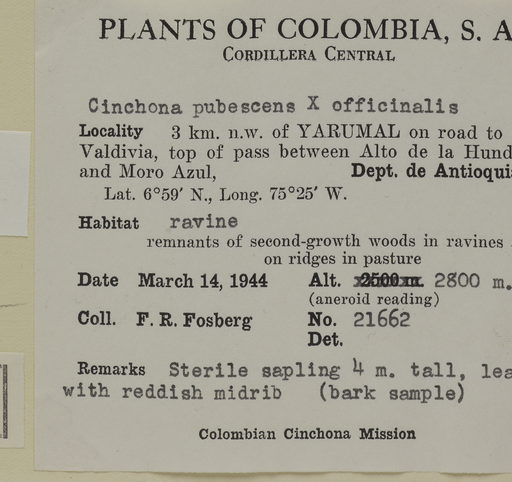 PLANTS OF COLOMBIA, S. A
CORDILLERA CENTRAL
Cinchona pubescens X officinalis
Locality 3 km. n.w. of YARUMAL on road to
Valdivia, top of pass between Alto de la Hund
and Moro Azul, Dept. de Antioqui
Lat. 6°59′ N., Long. 75°25′ W.
Habitat ravine
remnants of second-growth woods in ravines
on ridges in pasture
Date March 14, 1944 Alt. 2500 m. 2800 m.
(aneroid reading)
Coll. F. R. Fosberg No. 21662
Det.
Remarks Sterile sapling 4 m. tall, lea
with reddish midrib (bark sample)
Colombian Cinchona Mission